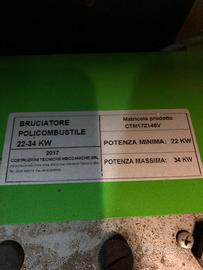 BRUCIATORE
POLICOMBUSTILE
22-34 KW
2017
COSTRUZIONI TECNICHE MECCANICHE SRL
Matricola prodotto:
CTM17Z149V
POTENZA MINIMA: 22 KW
POTENZA MASSIMA: 34 KW